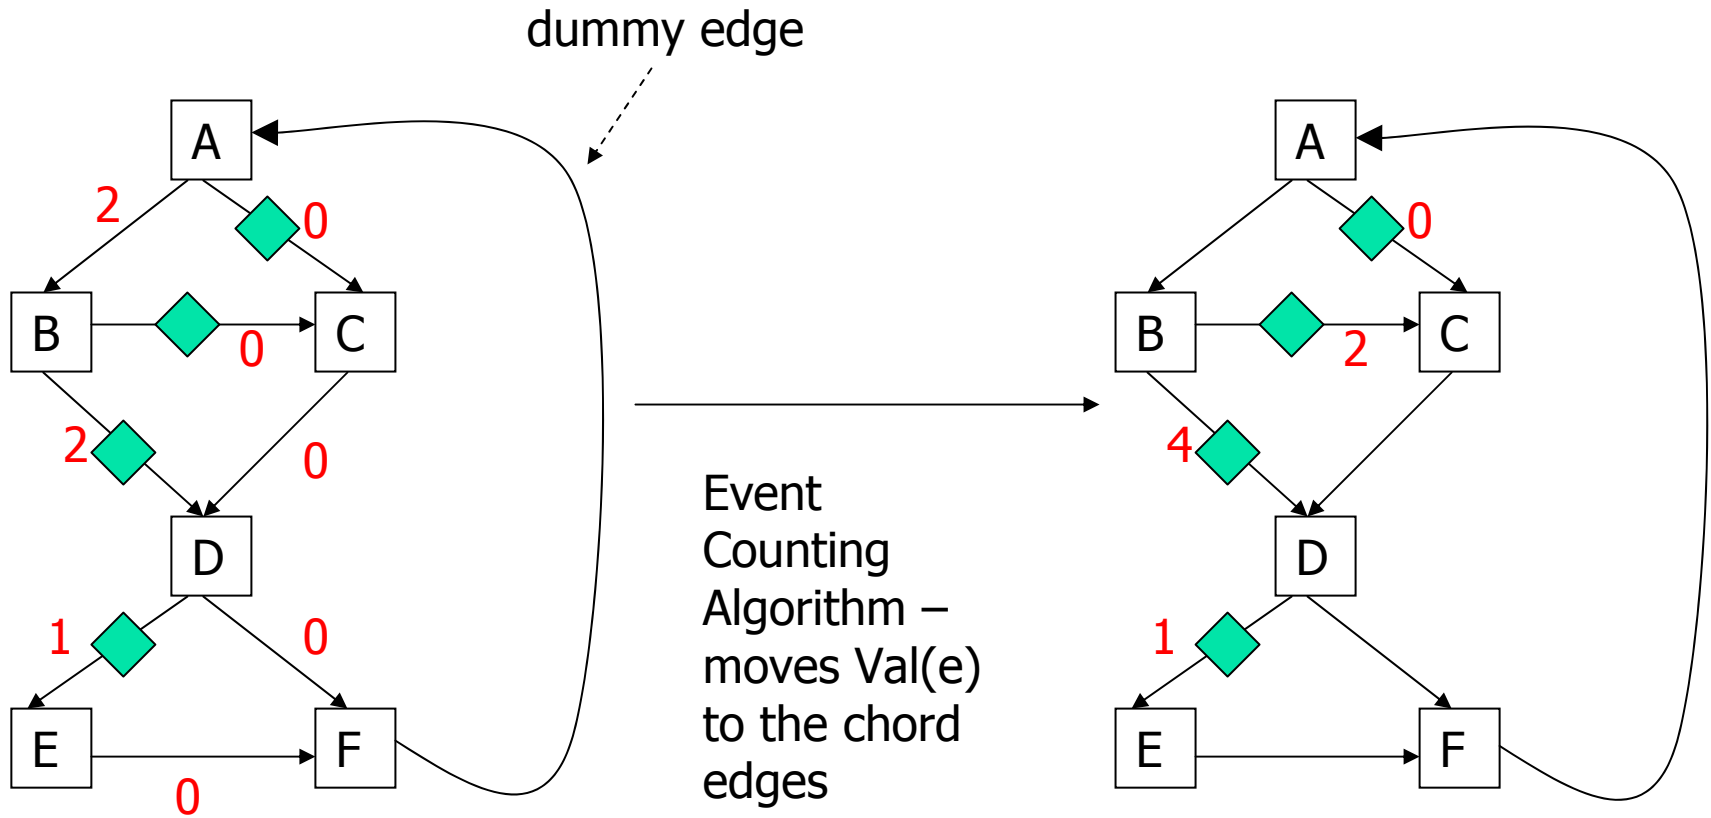 dummy edge
A
2
0
B
0
C
2
0
D
1
0
E
F
0
Event
Counting
Algorithm –
moves Val(e)
to the chord
edges
A
0
B
2
C
4
D
1
E
F